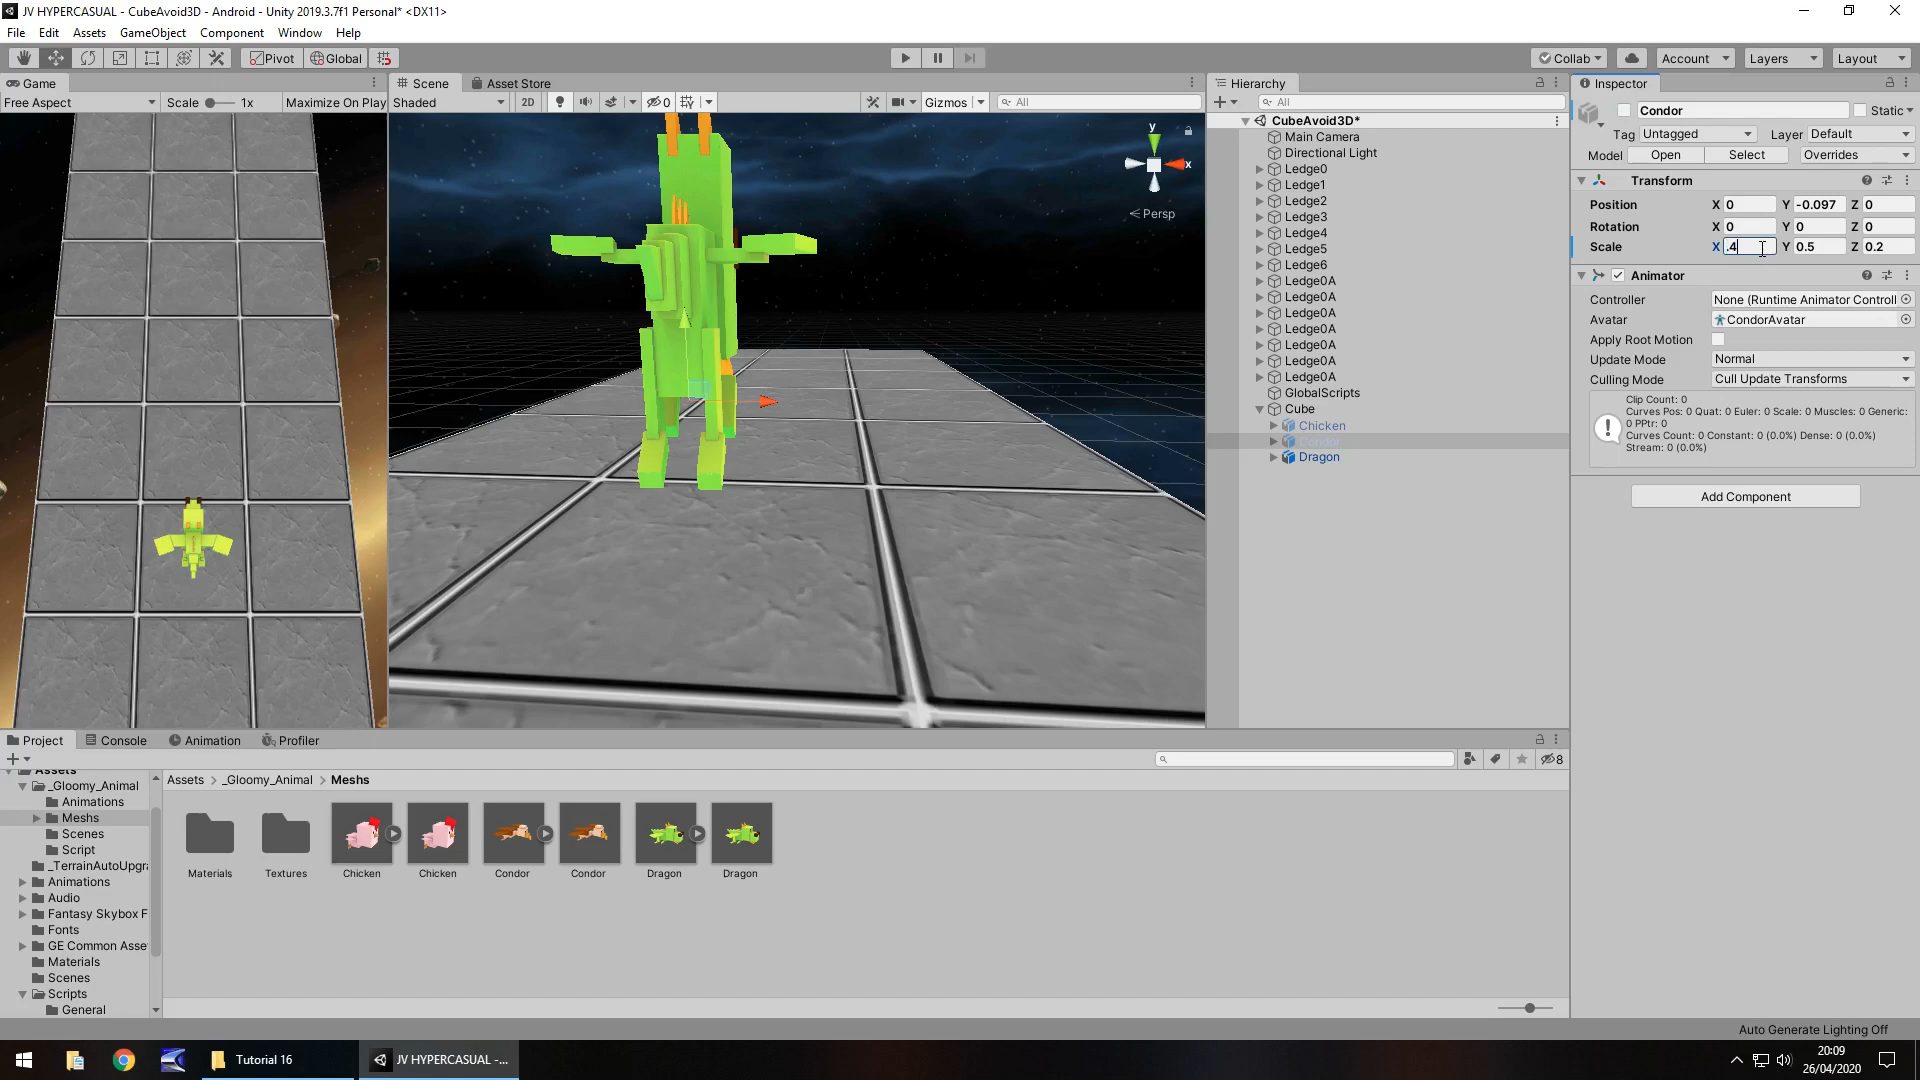 JV HYPERCASUAL - CubeAvoid3D - Android - Unity 2019.3.7f1 Personal* <DX11>
File Edit Assets GameObject Component Window Help
Pivot Global Collab Account Layers Layout
Game Scene Asset Store Hierarchy Inspector
Free Aspect Scale 1x Maximize On Play Shaded 2D 0 Gizmos All All
Condor Static
Tag Untagged Layer Default
Model Open Select Overrides
Transform
Position X 0 Y -0.097 Z 0
Rotation X 0 Y 0 Z 0
Scale X .4 Y 0.5 Z 0.2
Animator
Controller None (Runtime Animator Controll
Avatar CondorAvatar
Apply Root Motion
Update Mode Normal
Culling Mode Cull Update Transforms
Clip Count: 0
Curves Pos: 0 Quat: 0 Euler: 0 Scale: 0 Muscles: 0 Generic:
0 PPtr: 0
Curves Count: 0 Constant: 0 (0.0%) Dense: 0 (0.0%)
Stream: 0 (0.0%)
Add Component
y
x
Persp
CubeAvoid3D*
Main Camera
Directional Light
Ledge0
Ledge1
Ledge2
Ledge3
Ledge4
Ledge5
Ledge6
Ledge0A
Ledge0A
Ledge0A
Ledge0A
Ledge0A
Ledge0A
Ledge0A
GlobalScripts
Cube
Chicken
Condor
Dragon
Project Console Animation Profiler
8
Assets > _Gloomy_Animal > Meshs
Assets
_Gloomy_Animal
Animations
Meshs
Scenes
Script
_TerrainAutoUpgra
Animations
Audio
Fantasy Skybox F
Fonts
GE Common Asse
Materials
Scenes
Scripts
General
Materials Textures Chicken Chicken Condor Condor Dragon Dragon
Auto Generate Lighting Off
Tutorial 16 JV HYPERCASUAL -...
20:09
26/04/2020